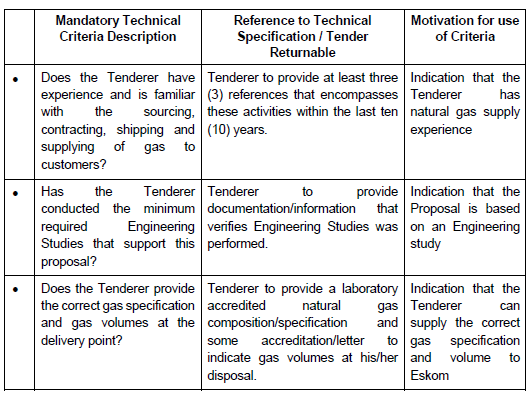 Mandatory Technical
Criteria Description
Reference to Technical
Specification / Tender
Returnable
Motivation for use
of Criteria
• Does the Tenderer have
experience and is familiar
with the sourcing,
contracting, shipping and
supplying of gas to
customers?
Tenderer to provide at least three
(3) references that encompasses
these activities within the last ten
(10) years.
Indication that the
Tenderer has
natural gas supply
experience
• Has the Tenderer
conducted the minimum
required Engineering
Studies that support this
proposal?
Tenderer to provide
documentation/information that
verifies Engineering Studies was
performed.
Indication that the
Proposal is based
on an Engineering
study
• Does the Tenderer provide
the correct gas specification
and gas volumes at the
delivery point?
Tenderer to provide a laboratory
accredited natural gas
composition/specification and
some accreditation/letter to
indicate gas volumes at his/her
disposal.
Indication that the
Tenderer can
supply the correct
gas specification
and volume to
Eskom